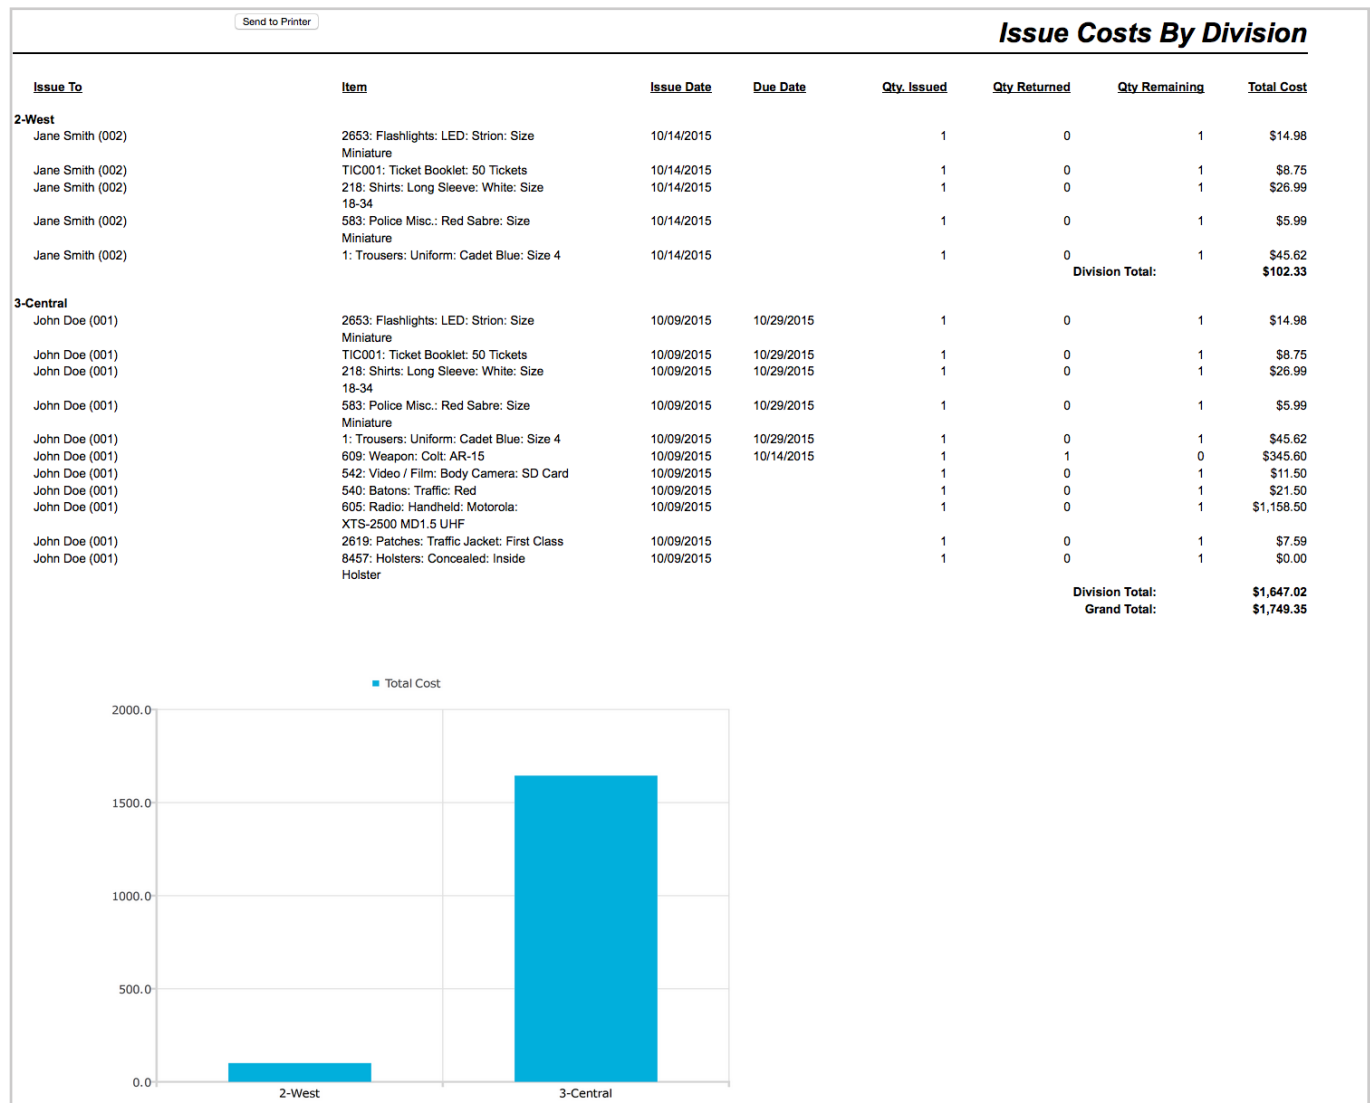 Send to Printer
Issue Costs By Division
Issue To Item Issue Date Due Date Qty. Issued Qty Returned Qty Remaining Total Cost
2-West
Jane Smith (002) 2653: Flashlights: LED: Strion: Size 10/14/2015 1 0 1 $14.98
Miniature
Jane Smith (002) TIC001: Ticket Booklet: 50 Tickets 10/14/2015 1 0 1 $8.75
Jane Smith (002) 218: Shirts: Long Sleeve: White: Size 10/14/2015 1 0 1 $26.99
18-34
Jane Smith (002) 583: Police Misc.: Red Sabre: Size 10/14/2015 1 0 1 $5.99
Miniature
Jane Smith (002) 1: Trousers: Uniform: Cadet Blue: Size 4 10/14/2015 1 0 1 $45.62
Division Total: $102.33
3-Central
John Doe (001) 2653: Flashlights: LED: Strion: Size 10/09/2015 10/29/2015 1 0 1 $14.98
Miniature
John Doe (001) TIC001: Ticket Booklet: 50 Tickets 10/09/2015 10/29/2015 1 0 1 $8.75
John Doe (001) 218: Shirts: Long Sleeve: White: Size 10/09/2015 10/29/2015 1 0 1 $26.99
18-34
John Doe (001) 583: Police Misc.: Red Sabre: Size 10/09/2015 10/29/2015 1 0 1 $5.99
Miniature
John Doe (001) 1: Trousers: Uniform: Cadet Blue: Size 4 10/09/2015 10/29/2015 1 0 1 $45.62
John Doe (001) 609: Weapon: Colt: AR-15 10/09/2015 10/14/2015 1 1 0 $345.60
John Doe (001) 542: Video / Film: Body Camera: SD Card 10/09/2015 1 0 1 $11.50
John Doe (001) 540: Batons: Traffic: Red 10/09/2015 1 0 1 $21.50
John Doe (001) 605: Radio: Handheld: Motorola: 10/09/2015 1 0 1 $1,158.50
XTS-2500 MD1.5 UHF
John Doe (001) 2619: Patches: Traffic Jacket: First Class 10/09/2015 1 0 1 $7.59
John Doe (001) 8457: Holsters: Concealed: Inside 10/09/2015 1 0 1 $0.00
Holster
Division Total: $1,647.02
Grand Total: $1,749.35
Total Cost
2000.0
1500.0
1000.0
500.0
0.0
2-West 3-Central